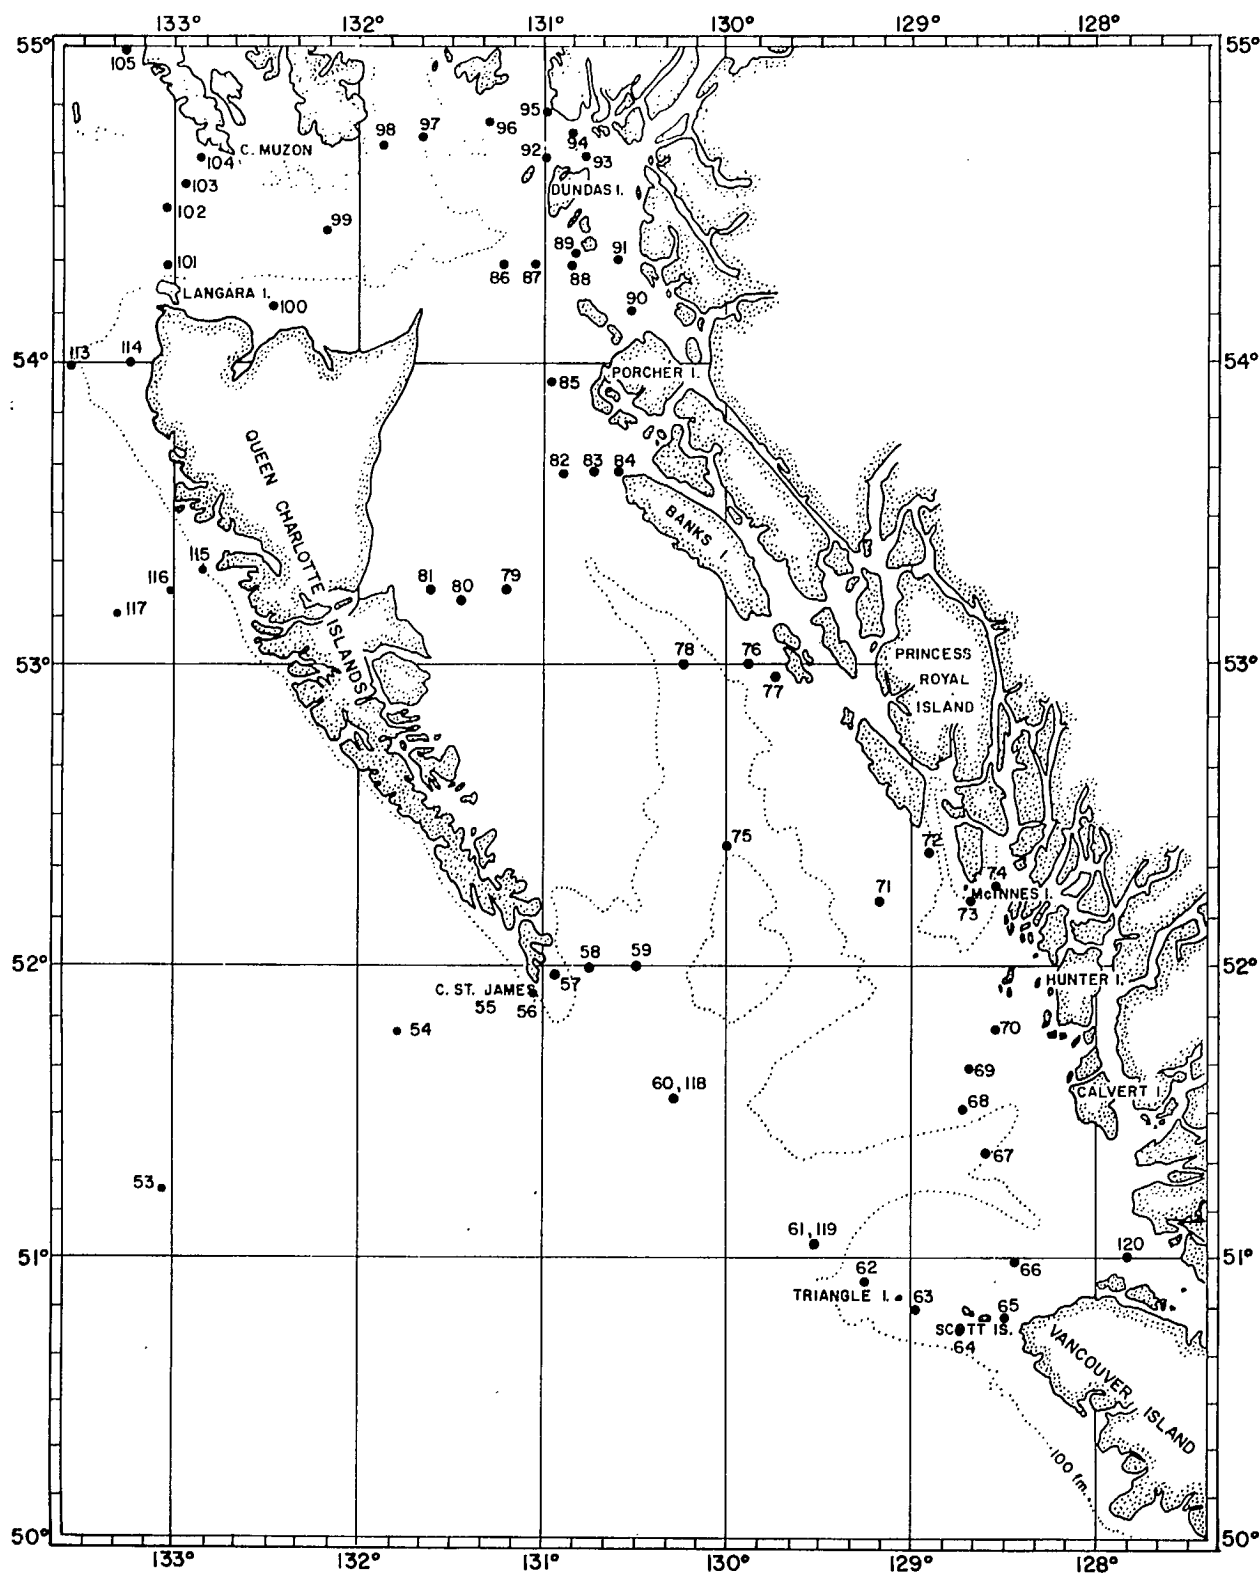 133° 132° 131° 130° 129° 128°
55° 55°
105
95
98 97 96
94
C. MUZON 92 93
104
103 DUNDAS I.
102
99
89 91
101
86 87 88
LANGARA I.
100 90
113 114
54° 54°
PORCHER I.
85
82 83 84
QUEEN CHARLOTTE ISLANDS
BANKS I.
115
116 81 80 79
117
78 76
PRINCESS
ROYAL
ISLAND
53° 53°
77
75 72
71 74
McINNES I.
73
58 59
52° 52°
57
C. ST. JAMES HUNTER I.
55 56
54 70
69
60, 118 CALVERT I.
68
67
53
61, 119 120
51° 51°
62 66
TRIANGLE I. 63 65
SCOTT IS.
64
VANCOUVER ISLAND
100 fm.
50° 50°
133° 132° 131° 130° 129° 128°